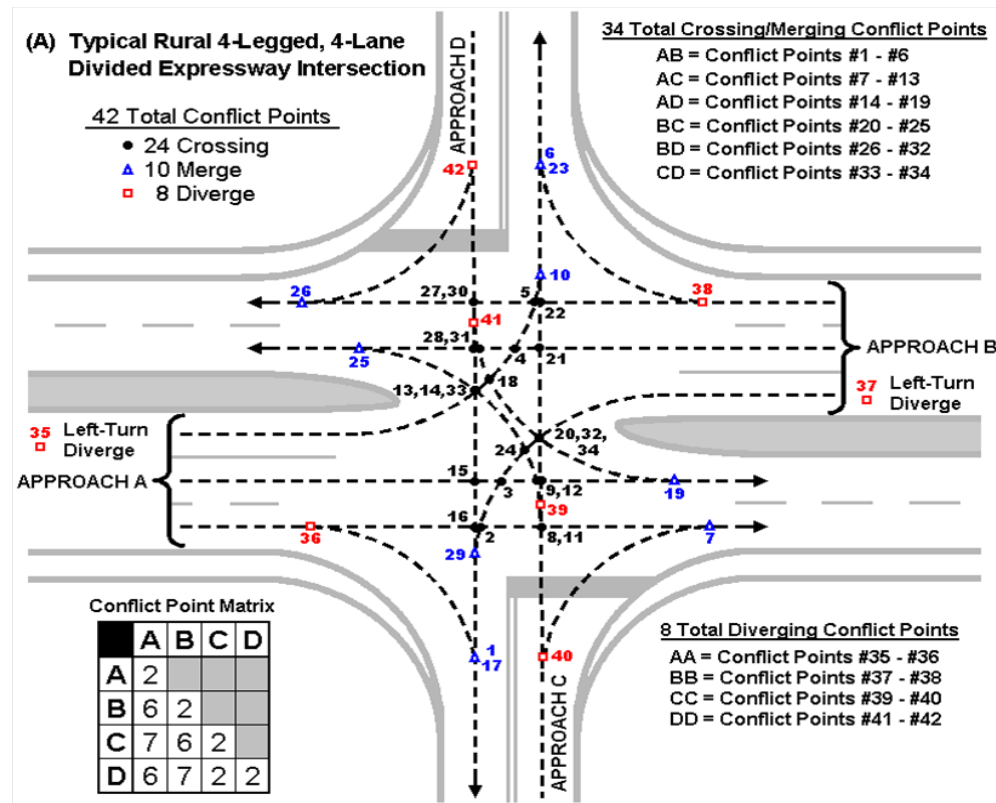 (A) Typical Rural 4-Legged, 4-Lane
Divided Expressway Intersection
42 Total Conflict Points
24 Crossing
10 Merge
8 Diverge
34 Total Crossing/Merging Conflict Points
AB = Conflict Points #1 - #6
AC = Conflict Points #7 - #13
AD = Conflict Points #14 - #19
BC = Conflict Points #20 - #25
BD = Conflict Points #26 - #32
CD = Conflict Points #33 - #34
APPROACH D
42
6
23
10
26
27,30
5
22
38
41
28,31
4
21
25
APPROACH B
18
13,14,33
37 Left-Turn
Diverge
35 Left-Turn
Diverge
20,32,
34
24
APPROACH A
15
3
9,12
19
39
16
2
8,11
36
29
7
1
17
40
APPROACH C
Conflict Point Matrix
A B C D
A 2
B 6 2
C 7 6 2
D 6 7 2 2
8 Total Diverging Conflict Points
AA = Conflict Points #35 - #36
BB = Conflict Points #37 - #38
CC = Conflict Points #39 - #40
DD = Conflict Points #41 - #42